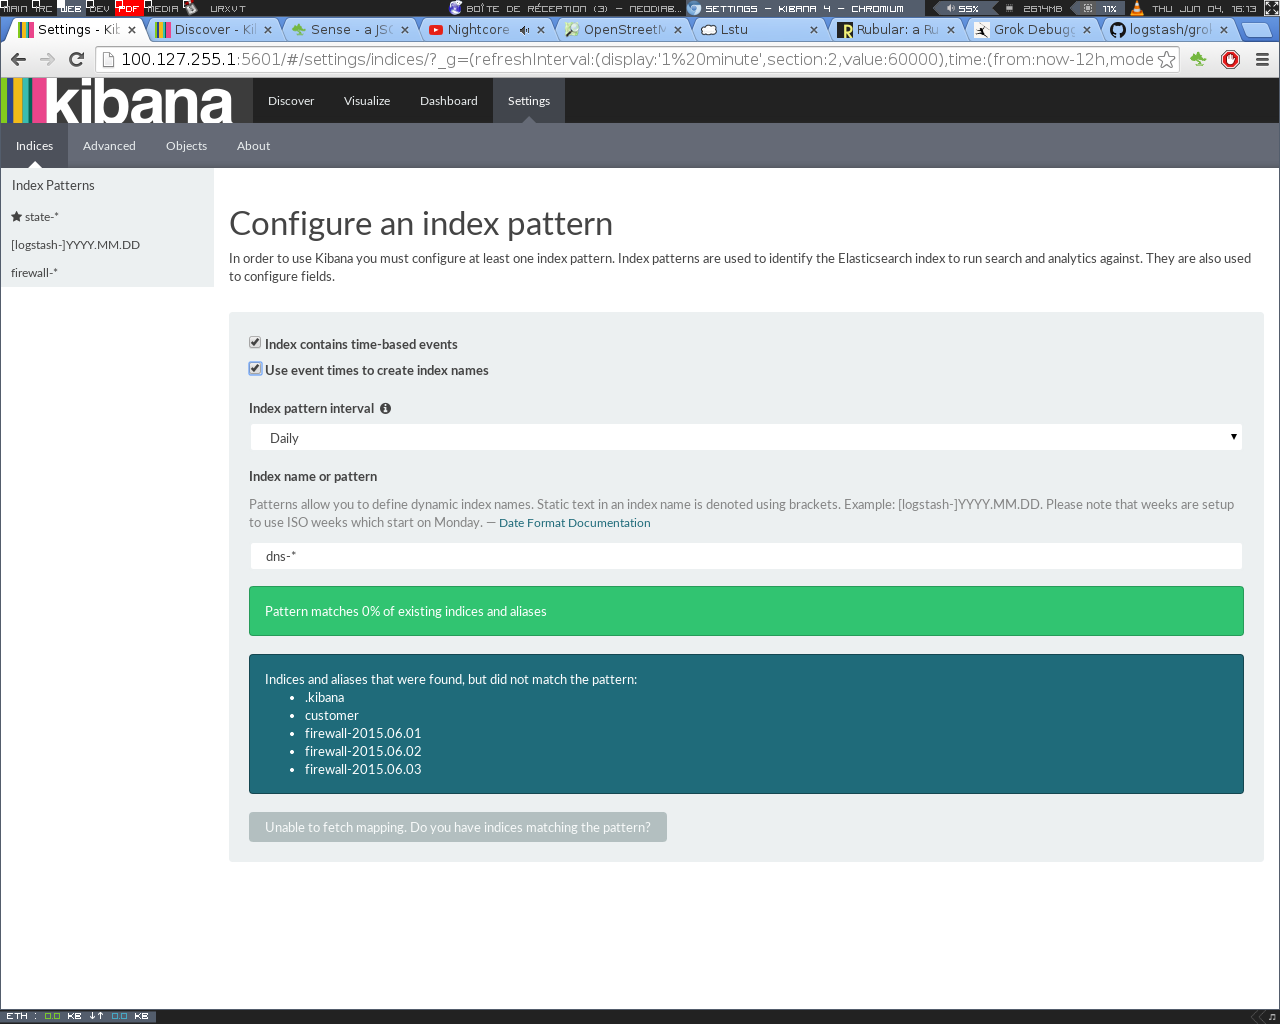 MAIN IRC WEB DEV PDF MEDIA URXVT BOÎTE DE RÉCEPTION (3) - NEODIAB... SETTINGS - KIBANA 4 - CHROMIUM 55% 2614MB 11% THU JUN 04, 16:13
Settings - Kib Discover - Ki Sense - a JSO Nightcore OpenStreetM Lstu Rubular: a Ru Grok Debugg logstash/grol
100.127.255.1:5601/#/settings/indices/?_g=(refreshInterval:(display:'1%20minute',section:2,value:60000),time:(from:now-12h,mode
kibana Discover Visualize Dashboard Settings
Indices Advanced Objects About
Index Patterns
state-*
[logstash-]YYYY.MM.DD
firewall-*
Configure an index pattern
In order to use Kibana you must configure at least one index pattern. Index patterns are used to identify the Elasticsearch index to run search and analytics against. They are also used
to configure fields.
Index contains time-based events
Use event times to create index names
Index pattern interval
Daily
Index name or pattern
Patterns allow you to define dynamic index names. Static text in an index name is denoted using brackets. Example: [logstash-]YYYY.MM.DD. Please note that weeks are setup
to use ISO weeks which start on Monday. — Date Format Documentation
dns-*
Pattern matches 0% of existing indices and aliases
Indices and aliases that were found, but did not match the pattern:
• .kibana
• customer
• firewall-2015.06.01
• firewall-2015.06.02
• firewall-2015.06.03
Unable to fetch mapping. Do you have indices matching the pattern?
ETH : 0.0 KB ↓↑ 0.0 KB